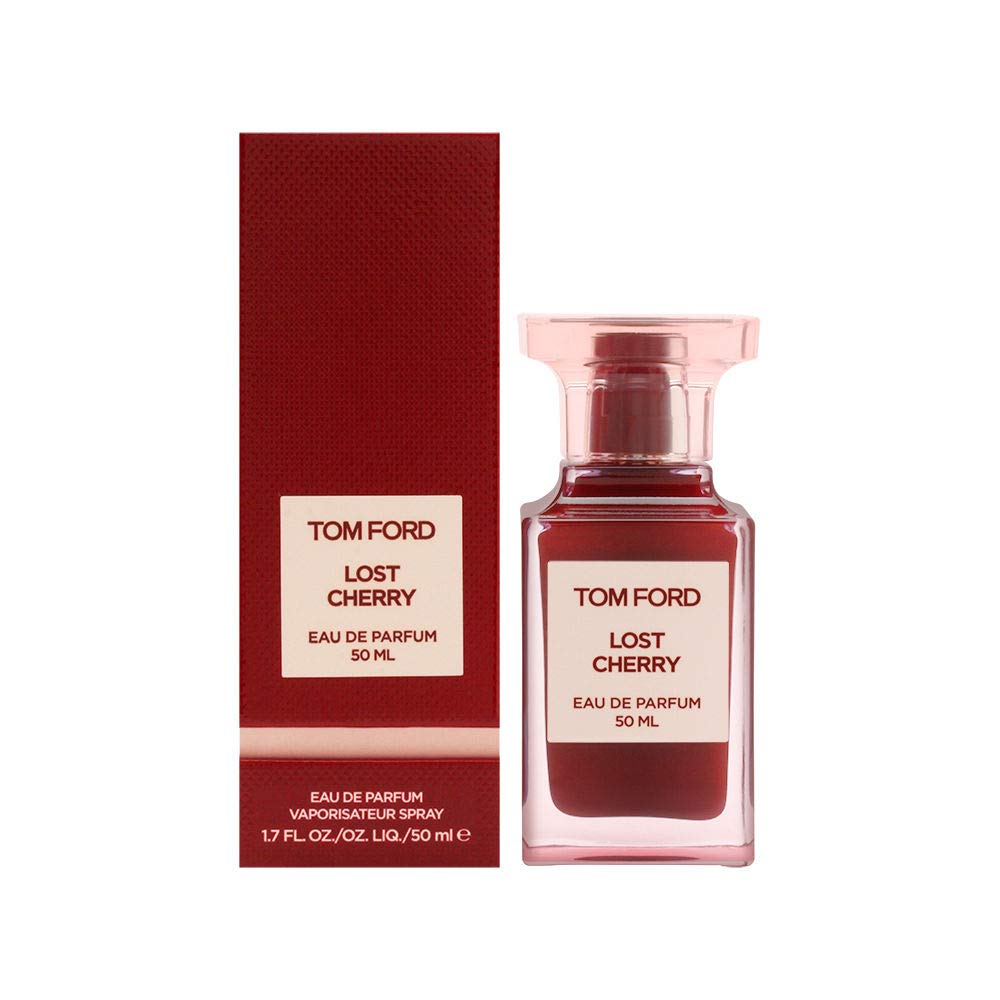 TOM FORD
LOST
CHERRY
EAU DE PARFUM
50 ML
EAU DE PARFUM
VAPORISATEUR SPRAY
1.7 FL. OZ./OZ. LIQ./50 ml ℮
TOM FORD
LOST
CHERRY
EAU DE PARFUM
50 ML